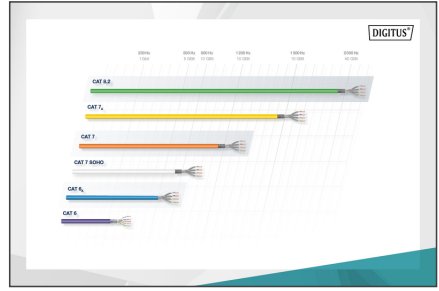 DIGITUS®
250 Hz 500 Hz 600 Hz 1.000 Hz 1.500 Hz 2.000 Hz
CAT 8.2
CAT 7A
CAT 7
CAT 7 SOHO
CAT 6A
CAT 6